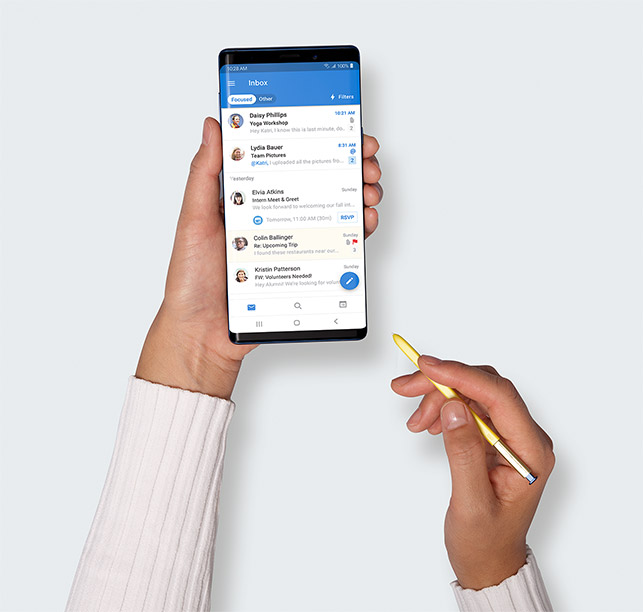 10:28 AM 100%
Inbox
Focused Other Filters
Daisy Phillips 10:21 AM
Yoga Workshop
Hey Katri, I know this is last minute, do...
2
Lydia Bauer 8:31 AM
Team Pictures @
@Katri, I uploaded all the pictures fro... 2
Yesterday
Elvia Atkins Sunday
Intern Meet & Greet
We look forward to welcoming our fall int...
Tomorrow, 11:00 AM (30m) RSVP
Colin Ballinger Sunday
Re: Upcoming Trip
I found these restaurants near our... 2
Kristin Patterson Sunday
FW: Volunteers Needed!
Hey Alumni! We're looking for volun